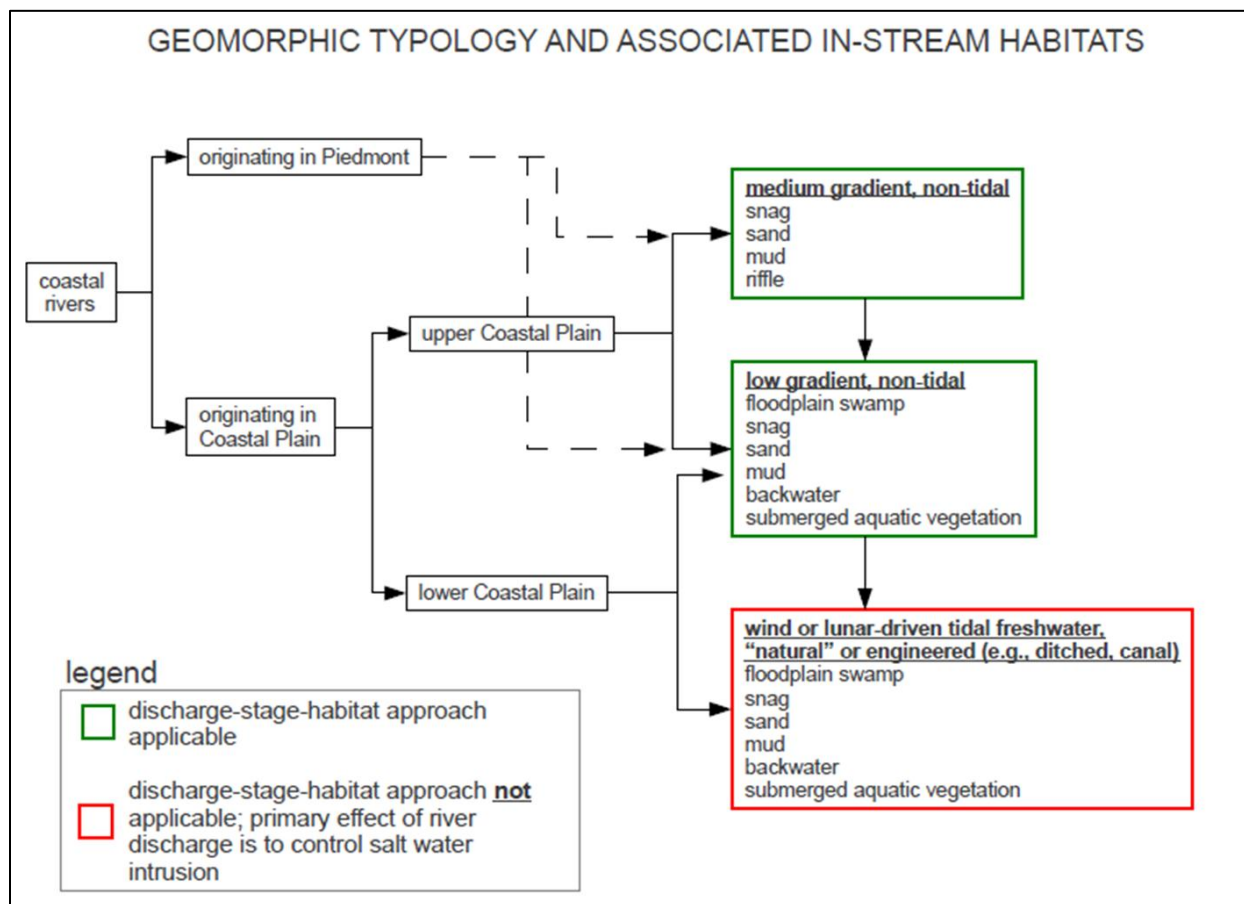 GEOMORPHIC TYPOLOGY AND ASSOCIATED IN-STREAM HABITATS
originating in Piedmont
coastal
rivers
originating in
Coastal Plain
upper Coastal Plain
lower Coastal Plain
medium gradient, non-tidal
snag
sand
mud
riffle
low gradient, non-tidal
floodplain swamp
snag
sand
mud
backwater
submerged aquatic vegetation
wind or lunar-driven tidal freshwater,
“natural” or engineered (e.g., ditched, canal)
floodplain swamp
snag
sand
mud
backwater
submerged aquatic vegetation
legend
discharge-stage-habitat approach
applicable
discharge-stage-habitat approach not
applicable; primary effect of river
discharge is to control salt water
intrusion